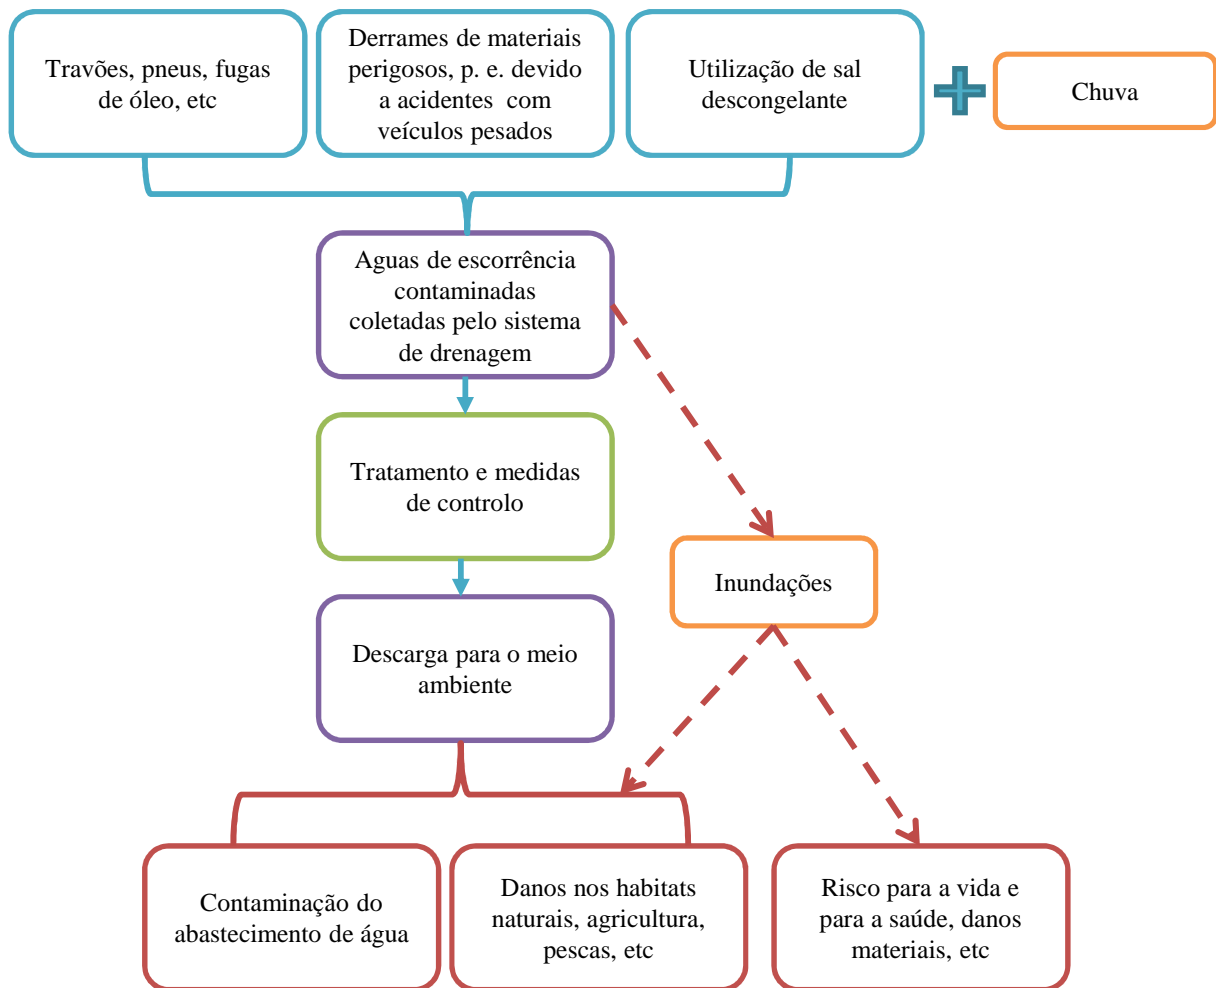 Travões, pneus, fugas
de óleo, etc
Derrames de materiais
perigosos, p. e. devido
a acidentes com
veículos pesados
Utilização de sal
descongelante
Chuva
Aguas de escorrência
contaminadas
coletadas pelo sistema
de drenagem
Tratamento e medidas
de controlo
Inundações
Descarga para o meio
ambiente
Contaminação do
abastecimento de água
Danos nos habitats
naturais, agricultura,
pescas, etc
Risco para a vida e
para a saúde, danos
materiais, etc